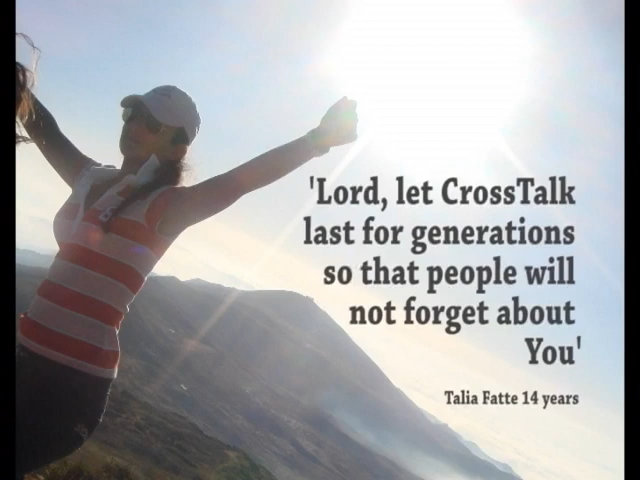 'Lord, let CrossTalk
last for generations
so that people will
not forget about
You'
Talia Fatte 14 years